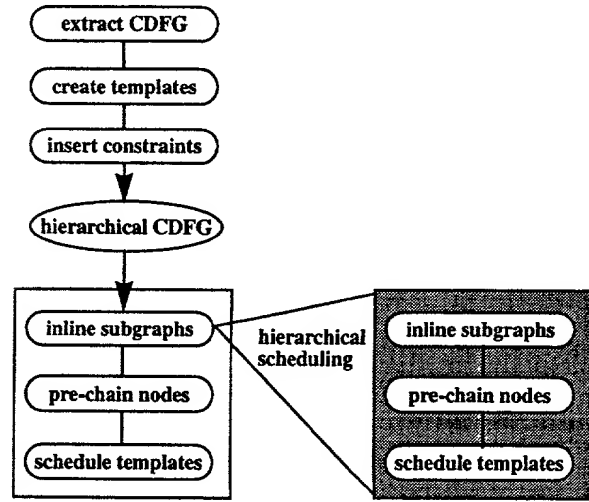 extract CDFG
create templates
insert constraints
hierarchical CDFG
inline subgraphs
pre-chain nodes
schedule templates
hierarchical
scheduling
inline subgraphs
pre-chain nodes
schedule templates